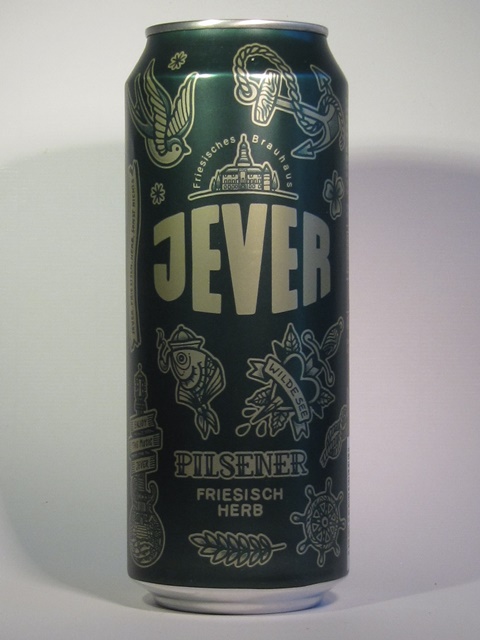 Friesisches Brauhaus
JEVER
WILDE SEE
PILSENER
FRIESISCH
HERB